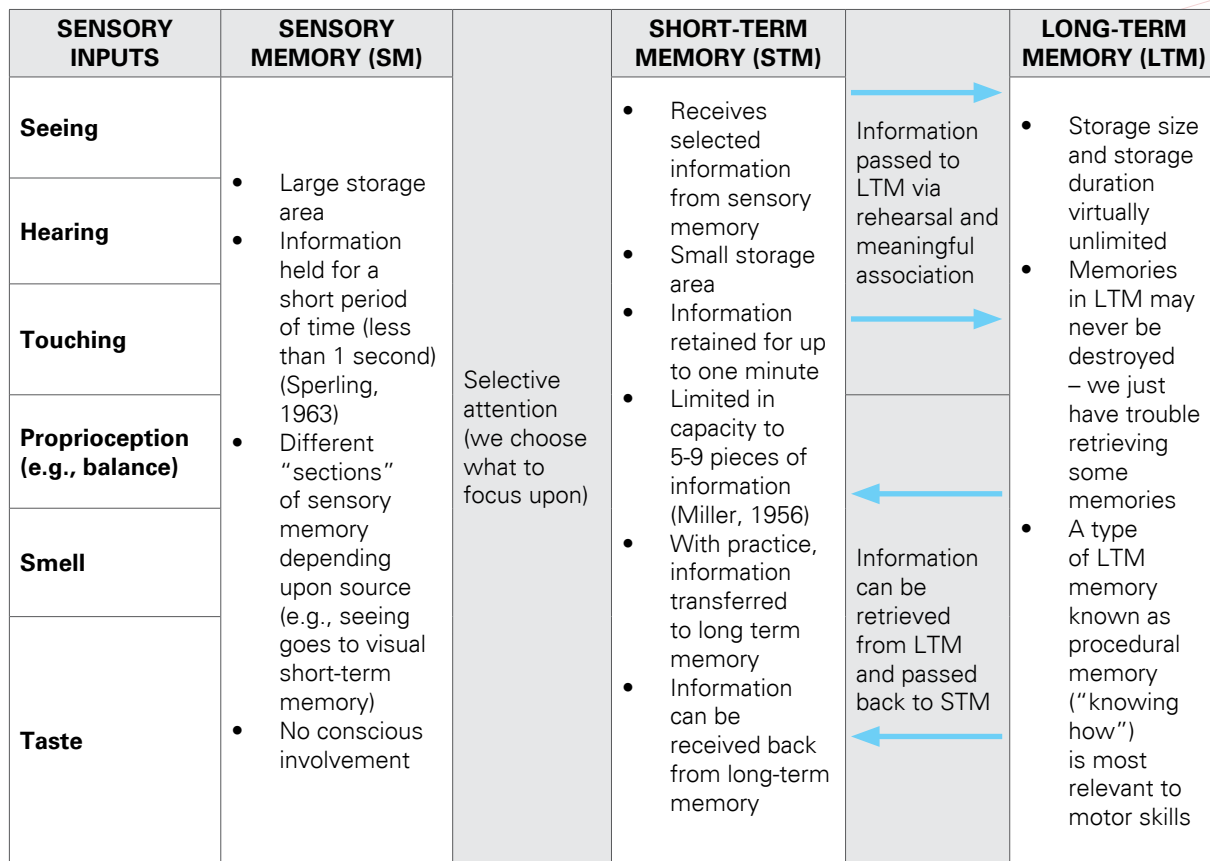 SENSORY
INPUTS
SENSORY
MEMORY (SM)
SHORT-TERM
MEMORY (STM)
LONG-TERM
MEMORY (LTM)
Seeing
Hearing
Touching
Proprioception
(e.g., balance)
Smell
Taste
• Large storage
area
• Information
held for a
short period
of time (less
than 1 second)
(Sperling,
1963)
• Different
“sections”
of sensory
memory
depending
upon source
(e.g., seeing
goes to visual
short-term
memory)
• No conscious
involvement
Selective
attention
(we choose
what to
focus upon)
• Receives
selected
information
from sensory
memory
• Small storage
area
• Information
retained for up
to one minute
• Limited in
capacity to
5-9 pieces of
information
(Miller, 1956)
• With practice,
information
transferred
to long term
memory
• Information
can be
received back
from long-term
memory
Information
passed to
LTM via
rehearsal and
meaningful
association
Information
can be
retrieved
from LTM
and passed
back to STM
• Storage size
and storage
duration
virtually
unlimited
• Memories
in LTM may
never be
destroyed
– we just
have trouble
retrieving
some
memories
• A type
of LTM
memory
known as
procedural
memory
(“knowing
how”)
is most
relevant to
motor skills